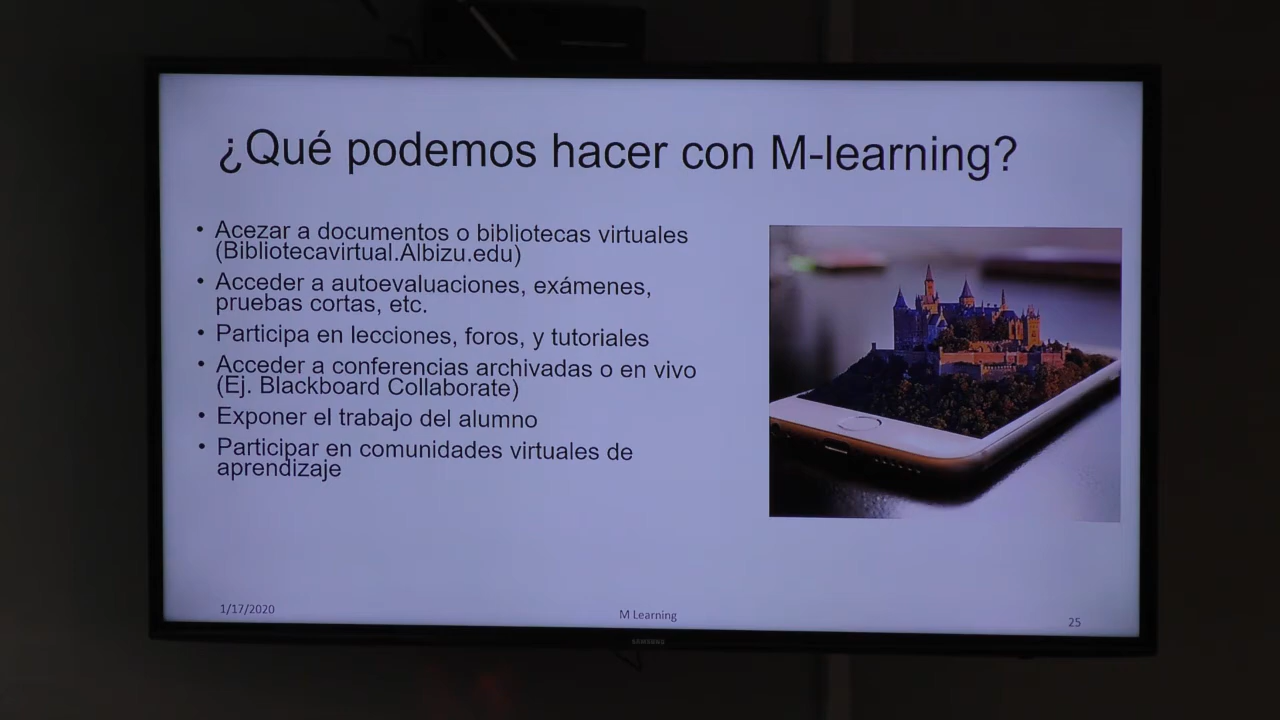 ¿Qué podemos hacer con M-learning?
• Acezar a documentos o bibliotecas virtuales
(Bibliotecavirtual.Albizu.edu)
• Acceder a autoevaluaciones, exámenes,
pruebas cortas, etc.
• Participa en lecciones, foros, y tutoriales
• Acceder a conferencias archivadas o en vivo
(Ej. Blackboard Collaborate)
• Exponer el trabajo del alumno
• Participar en comunidades virtuales de
aprendizaje
1/17/2020
M Learning
25
SAMSUNG